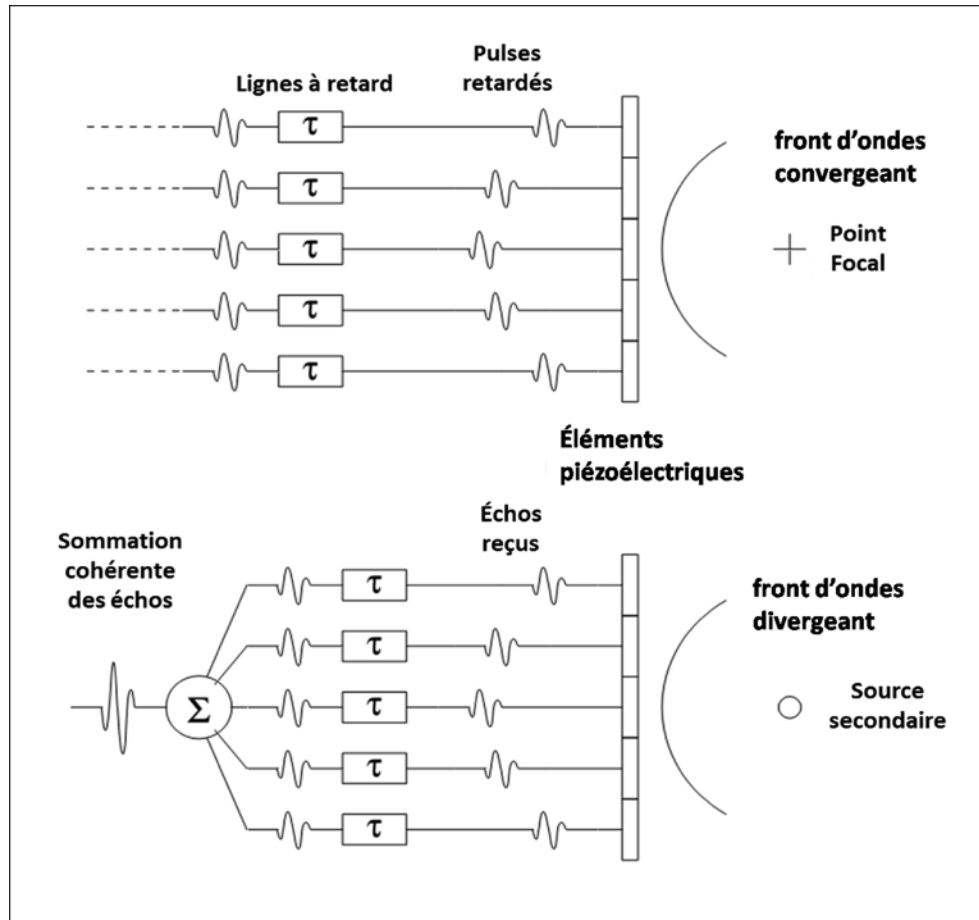 Pulses
retardés
Lignes à retard
τ
τ
τ
τ
τ
front d'ondes
convergeant
Point
Focal
Éléments
piézoélectriques
Échos
reçus
Sommation
cohérente
des échos
Σ
τ
τ
τ
τ
τ
front d'ondes
divergeant
Source
secondaire